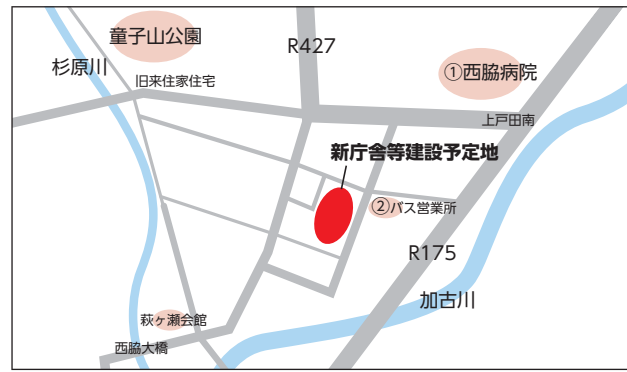 童子山公園
R427
杉原川
①西脇病院
旧来住家住宅
上戸田南
新庁舎等建設予定地
②バス営業所
R175
加古川
萩ヶ瀬会館
西脇大橋